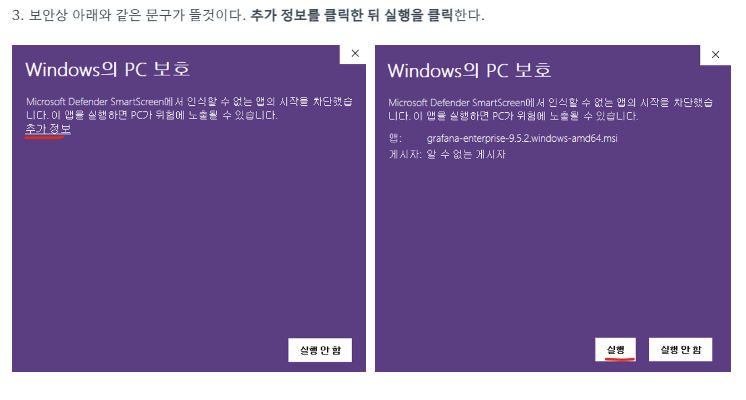 3. 보안상 아래와 같은 문구가 뜰것이다. 추가 정보를 클릭한 뒤 실행을 클릭한다.
Windows의 PC 보호
Microsoft Defender SmartScreen에서 인식할 수 없는 앱의 시작을 차단했습
니다. 이 앱을 실행하면 PC가 위험에 노출될 수 있습니다.
추가 정보
실행 안 함
Windows의 PC 보호
Microsoft Defender SmartScreen에서 인식할 수 없는 앱의 시작을 차단했습
니다. 이 앱을 실행하면 PC가 위험에 노출될 수 있습니다.
앱: grafana-enterprise-9.5.2.windows-amd64.msi
게시자: 알 수 없는 게시자
실행 실행 안 함